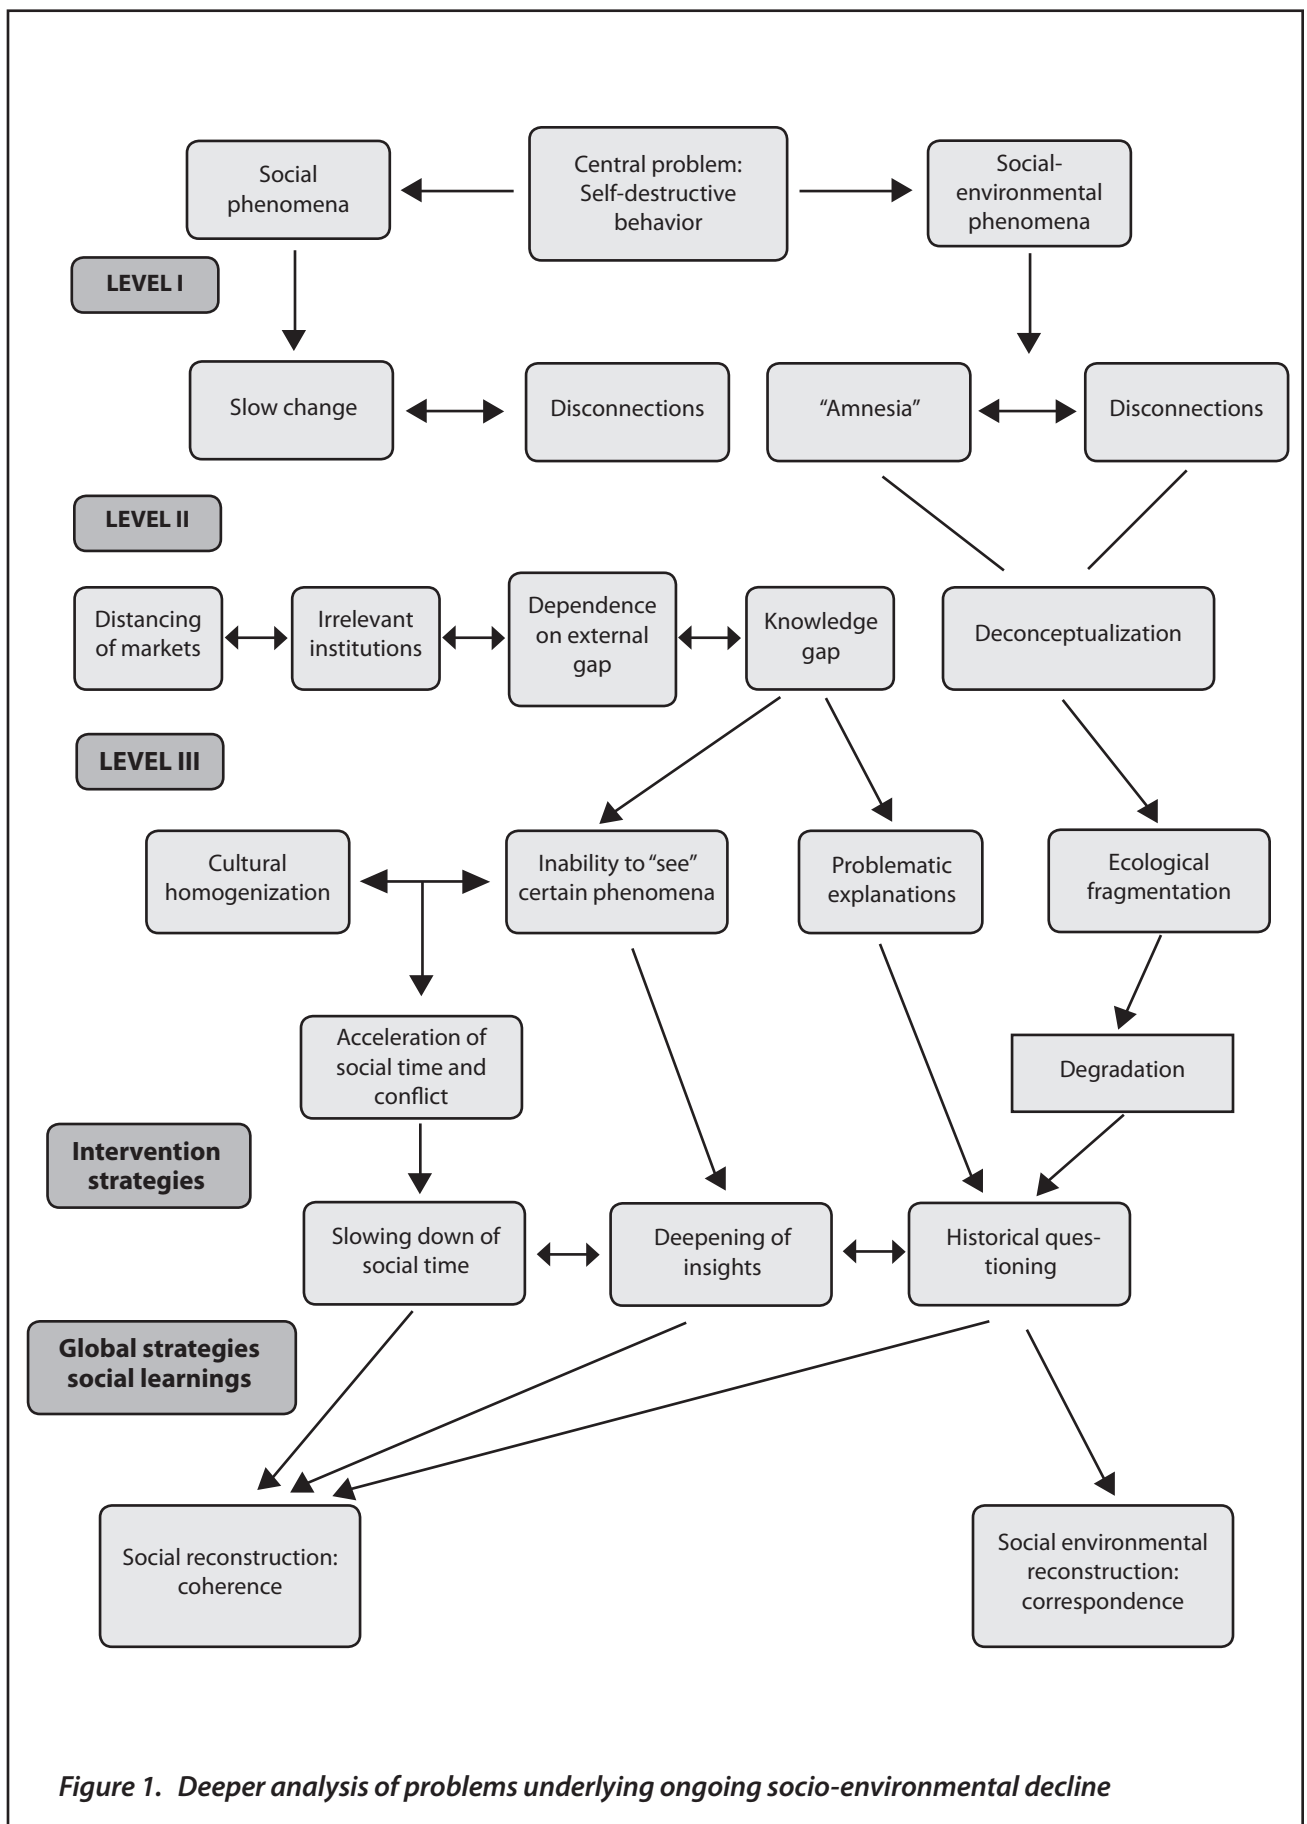 Social
phenomena
Central problem:
Self-destructive
behavior
Social-
environmental
phenomena
LEVEL I
Slow change
Disconnections
“Amnesia”
Disconnections
LEVEL II
Distancing
of markets
Irrelevant
institutions
Dependence
on external
gap
Knowledge
gap
Deconceptualization
LEVEL III
Cultural
homogenization
Inability to “see”
certain phenomena
Problematic
explanations
Ecological
fragmentation
Acceleration of
social time and
conflict
Degradation
Intervention
strategies
Slowing down of
social time
Deepening of
insights
Historical ques-
tioning
Global strategies
social learnings
Social reconstruction:
coherence
Social environmental
reconstruction:
correspondence
Figure 1. Deeper analysis of problems underlying ongoing socio-environmental decline